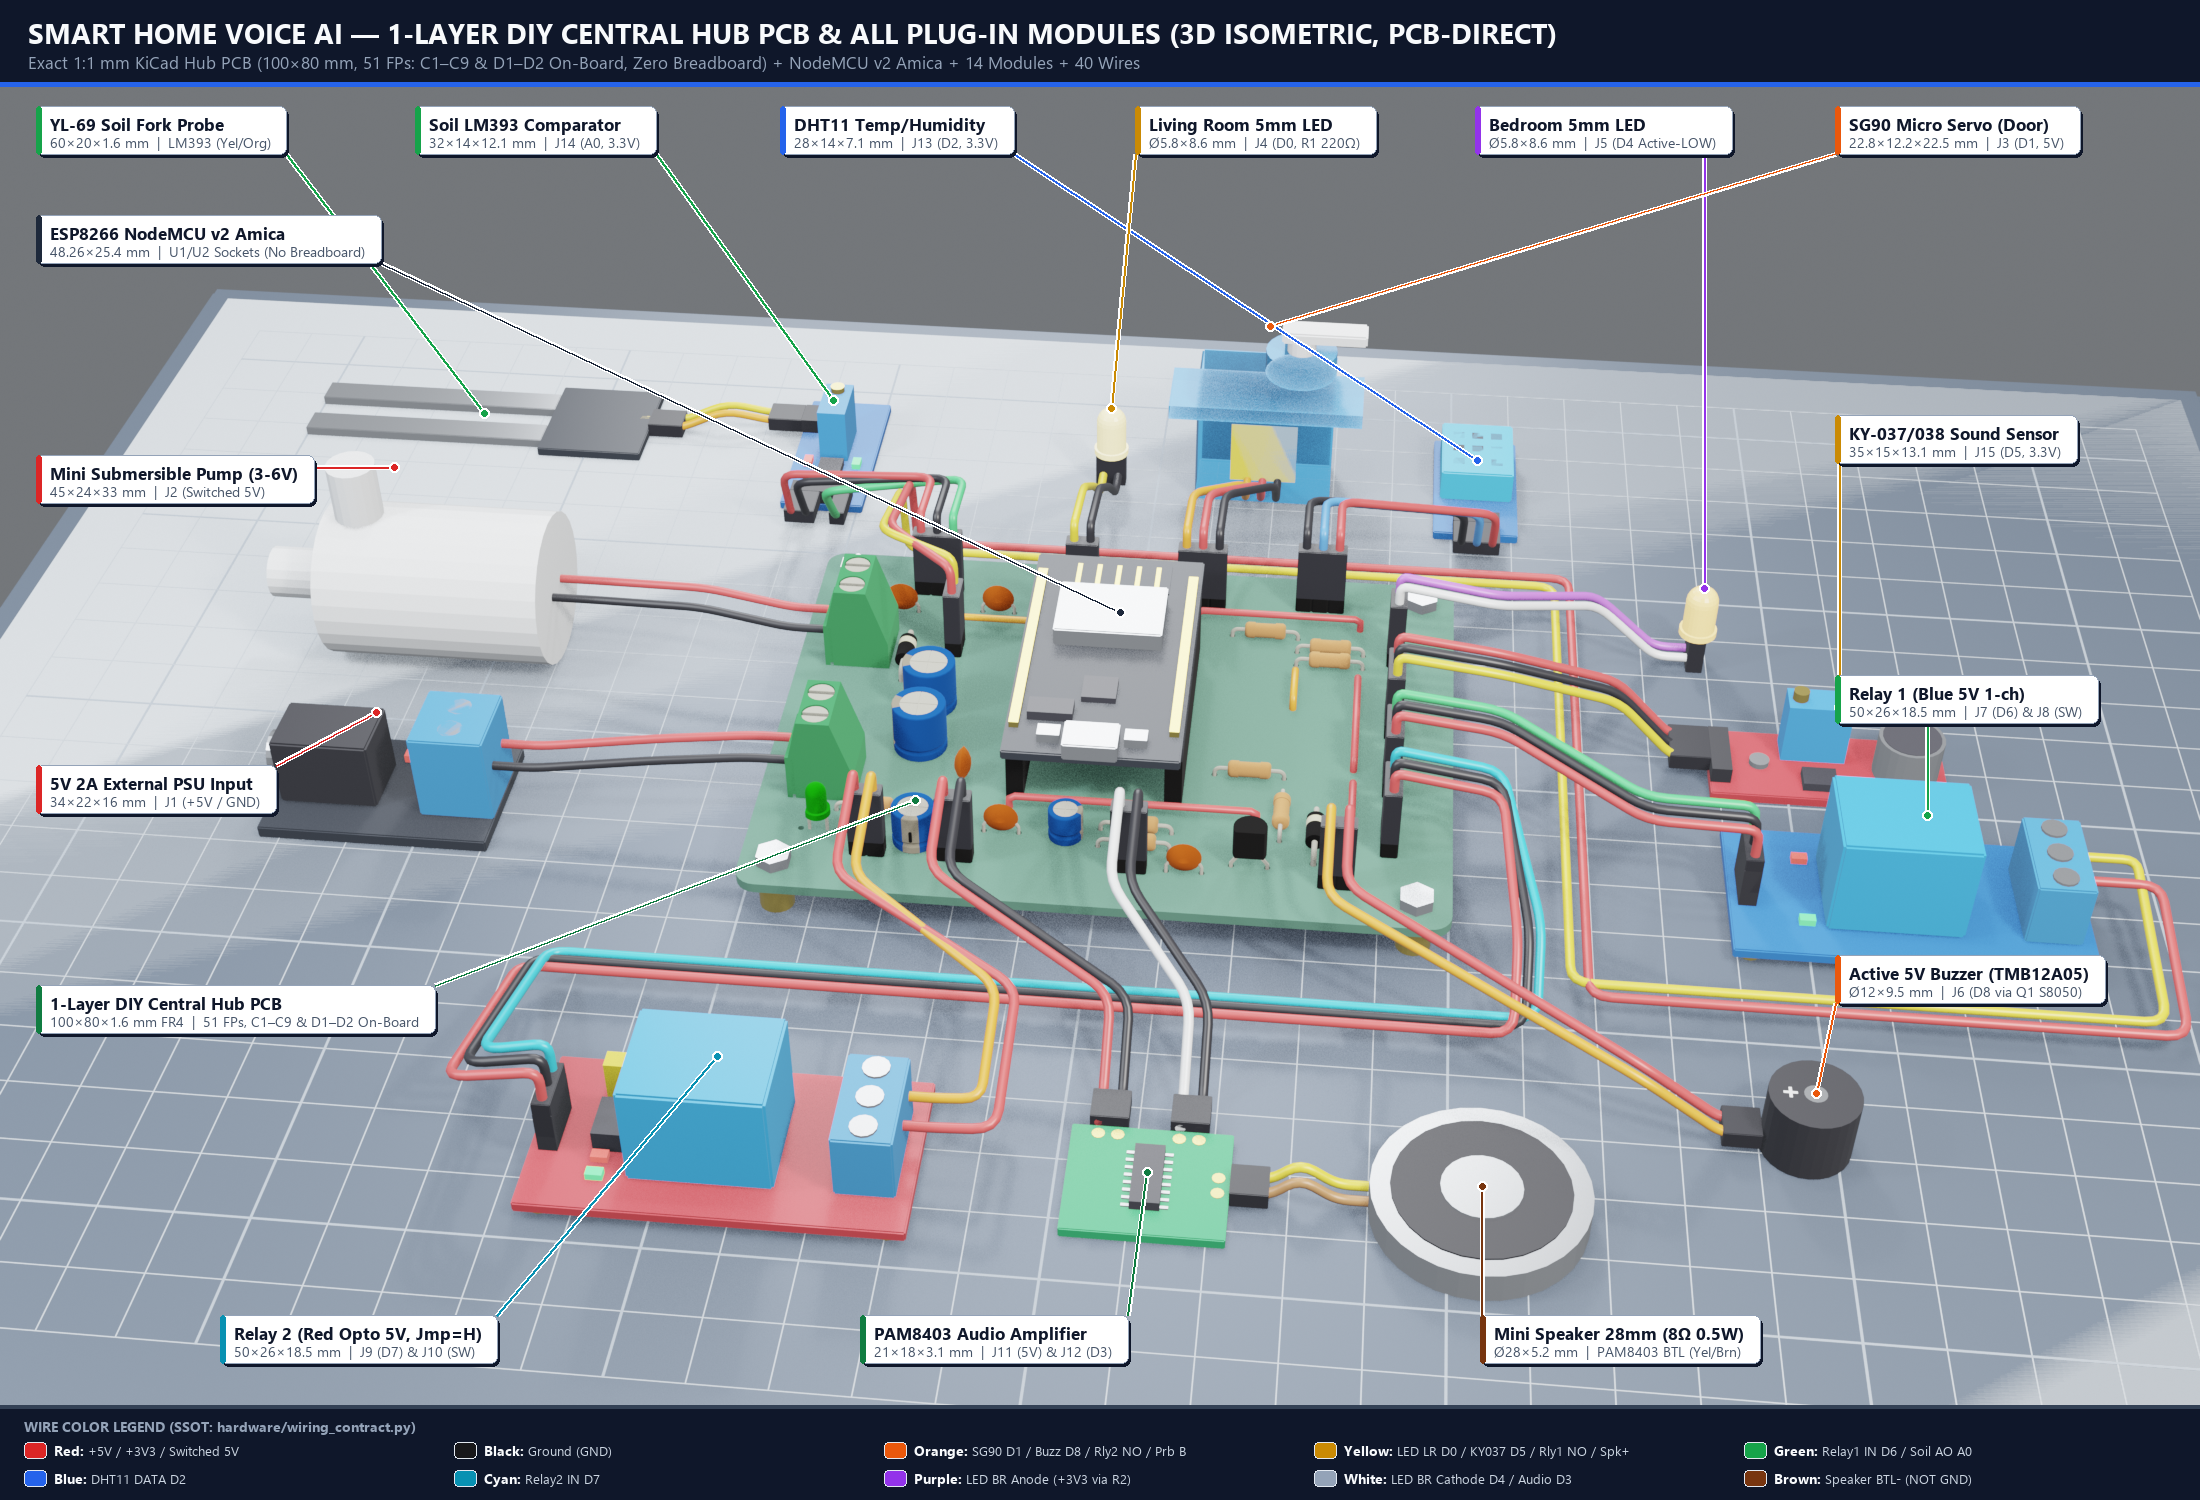 SMART HOME VOICE AI — 1-LAYER DIY CENTRAL HUB PCB & ALL PLUG-IN MODULES (3D ISOMETRIC, PCB-DIRECT)
Exact 1:1 mm KiCad Hub PCB (100×80 mm, 51 FPs: C1–C9 & D1–D2 On-Board, Zero Breadboard) + NodeMCU v2 Amica + 14 Modules + 40 Wires
YL-69 Soil Fork Probe
60×20×1.6 mm | LM393 (Yel/Org)
Soil LM393 Comparator
32×14×12.1 mm | J14 (A0, 3.3V)
DHT11 Temp/Humidity
28×14×7.1 mm | J13 (D2, 3.3V)
Living Room 5mm LED
Ø5.8×8.6 mm | J4 (D0, R1 220Ω)
Bedroom 5mm LED
Ø5.8×8.6 mm | J5 (D4 Active-LOW)
SG90 Micro Servo (Door)
22.8×12.2×22.5 mm | J3 (D1, 5V)
ESP8266 NodeMCU v2 Amica
48.26×25.4 mm | U1/U2 Sockets (No Breadboard)
KY-037/038 Sound Sensor
35×15×13.1 mm | J15 (D5, 3.3V)
Mini Submersible Pump (3-6V)
45×24×33 mm | J2 (Switched 5V)
Relay 1 (Blue 5V 1-ch)
50×26×18.5 mm | J7 (D6) & J8 (SW)
5V 2A External PSU Input
34×22×16 mm | J1 (+5V / GND)
Active 5V Buzzer (TMB12A05)
Ø12×9.5 mm | J6 (D8 via Q1 S8050)
1-Layer DIY Central Hub PCB
100×80×1.6 mm FR4 | 51 FPs, C1–C9 & D1–D2 On-Board
+
Relay 2 (Red Opto 5V, Jmp=H)
50×26×18.5 mm | J9 (D7) & J10 (SW)
PAM8403 Audio Amplifier
21×18×3.1 mm | J11 (5V) & J12 (D3)
Mini Speaker 28mm (8Ω 0.5W)
Ø28×5.2 mm | PAM8403 BTL (Yel/Brn)
WIRE COLOR LEGEND (SSOT: hardware/wiring_contract.py)
Red: +5V / +3V3 / Switched 5V
Black: Ground (GND)
Orange: SG90 D1 / Buzz D8 / Rly2 NO / Prb B
Yellow: LED LR D0 / KY037 D5 / Rly1 NO / Spk+
Green: Relay1 IN D6 / Soil AO A0
Blue: DHT11 DATA D2
Cyan: Relay2 IN D7
Purple: LED BR Anode (+3V3 via R2)
White: LED BR Cathode D4 / Audio D3
Brown: Speaker BTL- (NOT GND)